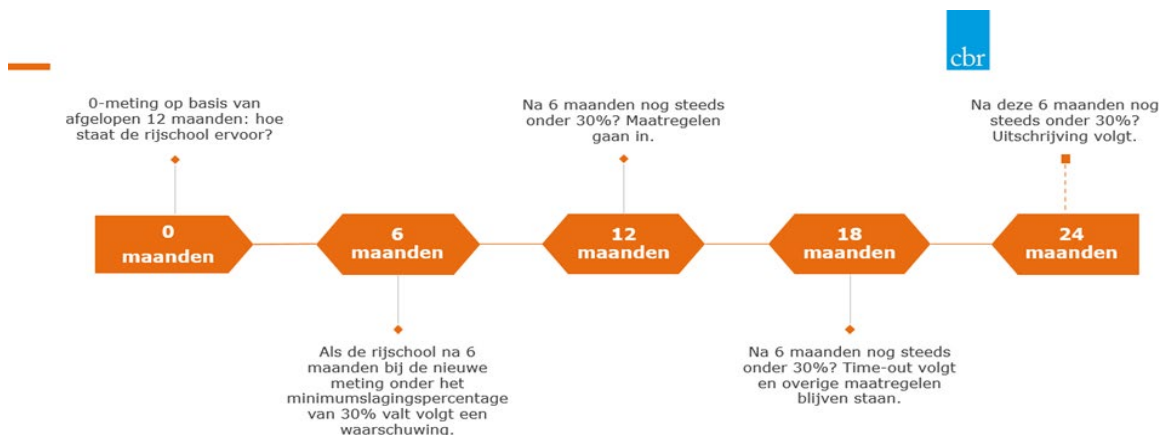 cbr
0-meting op basis van
afgelopen 12 maanden: hoe
staat de rijschool ervoor?
Na 6 maanden nog steeds
onder 30%? Maatregelen
gaan in.
Na deze 6 maanden nog
steeds onder 30%?
Uitschrijving volgt.
0
maanden
6
maanden
12
maanden
18
maanden
24
maanden
Als de rijschool na 6
maanden bij de nieuwe
meting onder het
minimumslagingspercentage
van 30% valt volgt een
waarschuwing.
Na 6 maanden nog steeds
onder 30%? Time-out volgt
en overige maatregelen
blijven staan.